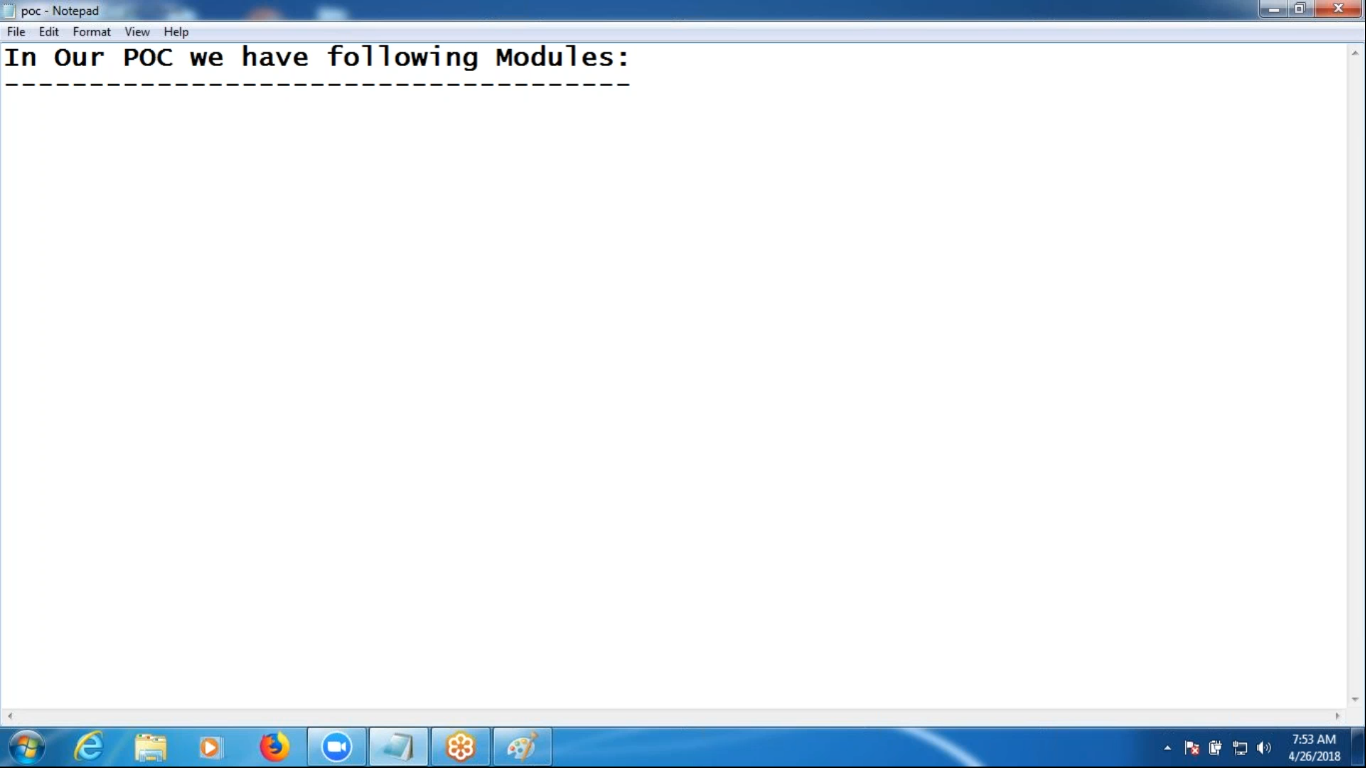 poc - Notepad
File Edit Format View Help
In Our POC we have following Modules:
-------------------------------------
7:53 AM
4/26/2018